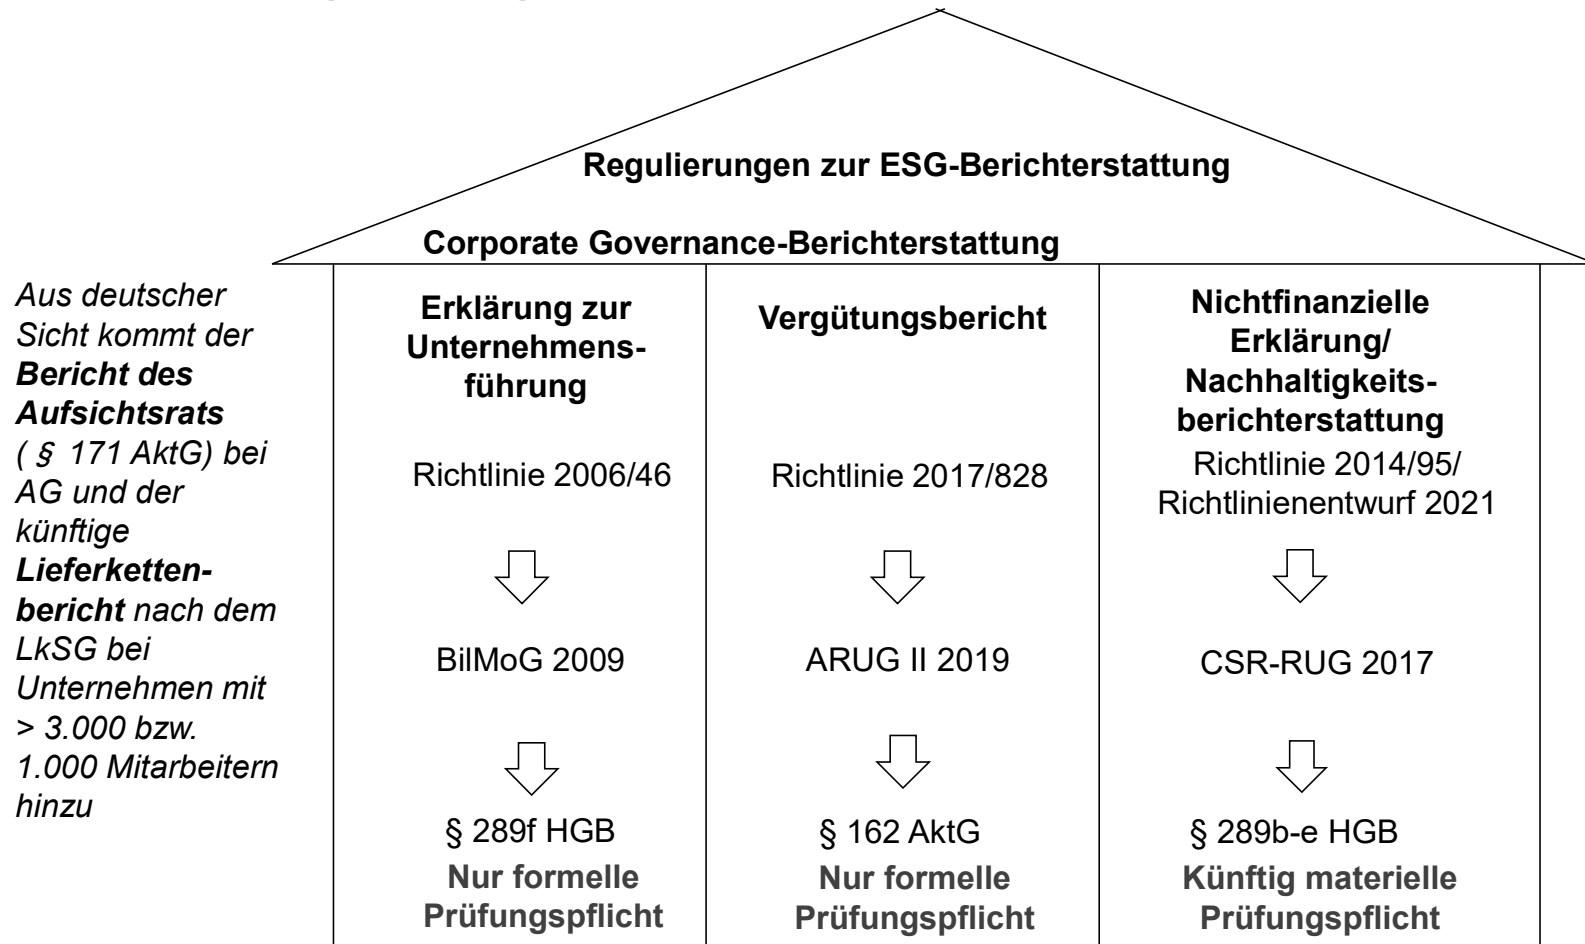 Regulierungen zur ESG-Berichterstattung
Corporate Governance-Berichterstattung
Aus deutscher
Sicht kommt der
Bericht des
Aufsichtsrats
( § 171 AktG) bei
AG und der
künftige
Lieferketten-
bericht nach dem
LkSG bei
Unternehmen mit
> 3.000 bzw.
1.000 Mitarbeitern
hinzu
Erklärung zur
Unternehmens-
führung
Richtlinie 2006/46
BilMoG 2009
§ 289f HGB
Nur formelle
Prüfungspflicht
Vergütungsbericht
Richtlinie 2017/828
ARUG II 2019
§ 162 AktG
Nur formelle
Prüfungspflicht
Nichtfinanzielle
Erklärung/
Nachhaltigkeits-
berichterstattung
Richtlinie 2014/95/
Richtlinienentwurf 2021
CSR-RUG 2017
§ 289b-e HGB
Künftig materielle
Prüfungspflicht